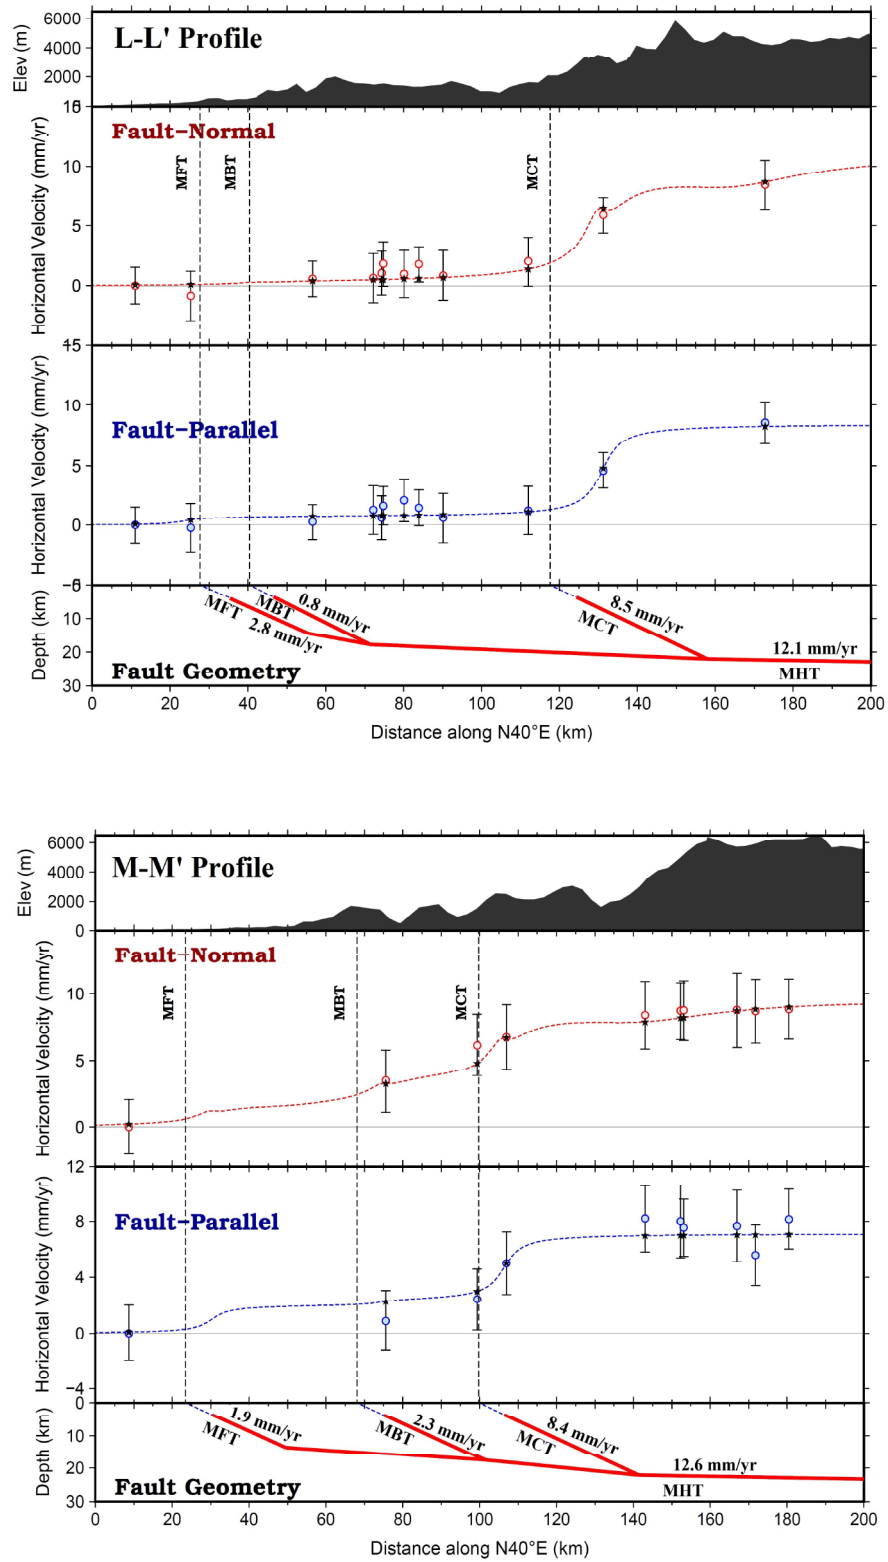 6000
4000
2000
Elev (m)
L-L' Profile
15
10
5
0
Horizontal Velocity (mm/yr)
Fault-Normal
MFT
MBT
MCT
15
10
5
0
Horizontal Velocity (mm/yr)
Fault-Parallel
10
20
30
Depth (km)
MFT
2.8 mm/yr
MBT
0.8 mm/yr
MCT
8.5 mm/yr
12.1 mm/yr
MHT
Fault Geometry
0 20 40 60 80 100 120 140 160 180 200
Distance along N40°E (km)
6000
4000
2000
0
Elev (m)
M-M' Profile
10
5
0
Horizontal Velocity (mm/yr)
Fault-Normal
MFT
MBT
MCT
12
8
4
0
−4
Horizontal Velocity (mm/yr)
Fault-Parallel
0
10
20
30
Depth (km)
1.9 mm/yr
MFT
2.3 mm/yr
MBT
8.4 mm/yr
MCT
12.6 mm/yr
MHT
Fault Geometry
0 20 40 60 80 100 120 140 160 180 200
Distance along N40°E (km)